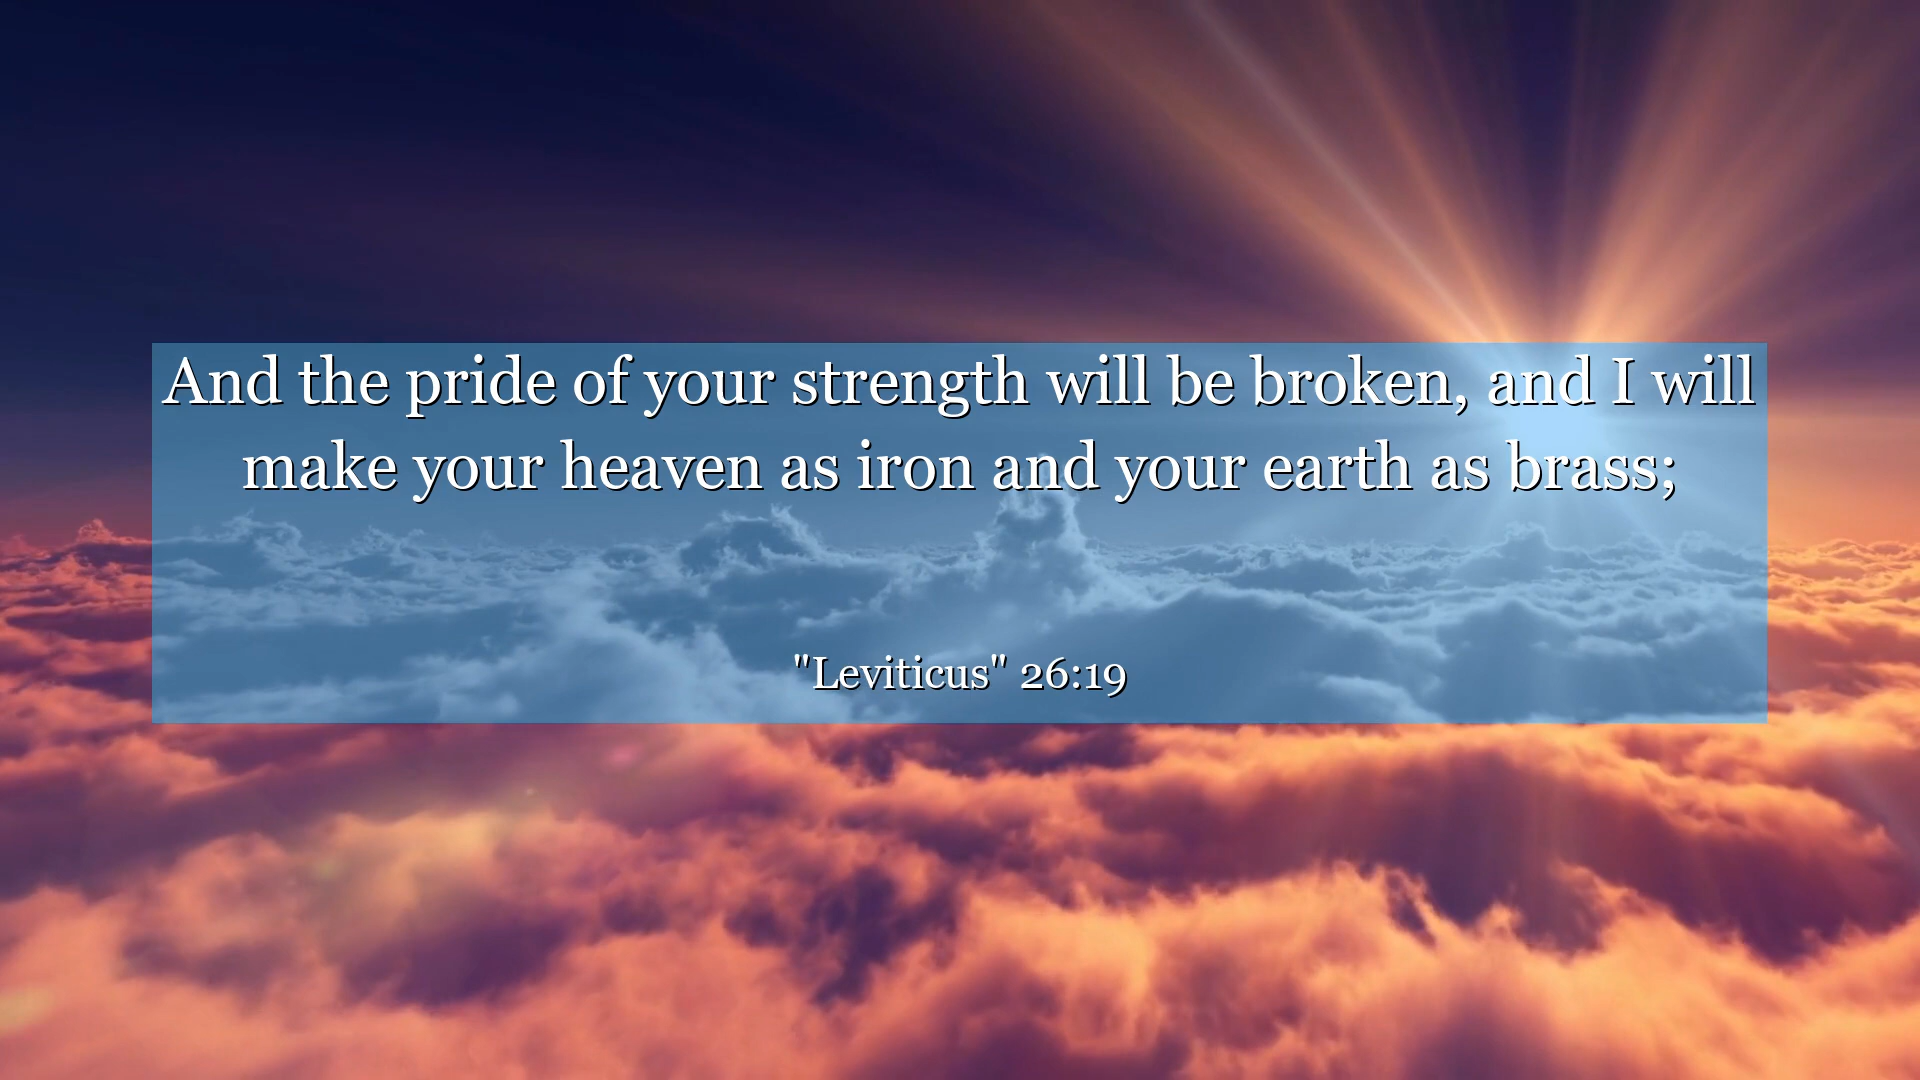 And the pride of your strength will be broken, and I will
make your heaven as iron and your earth as brass;
"Leviticus" 26:19